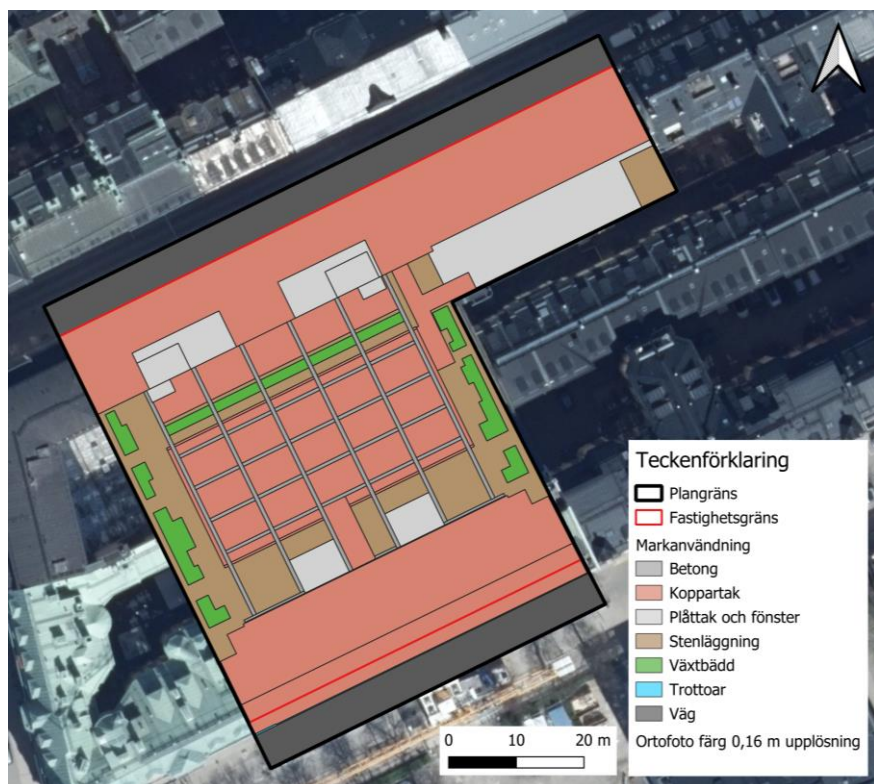 Teckenförklaring
Plangräns
Fastighetsgräns
Markanvändning
Betong
Koppartak
Plåttak och fönster
Stenläggning
Växtbädd
Trottoar
Väg
Ortofoto färg 0,16 m upplösning
0 10 20 m